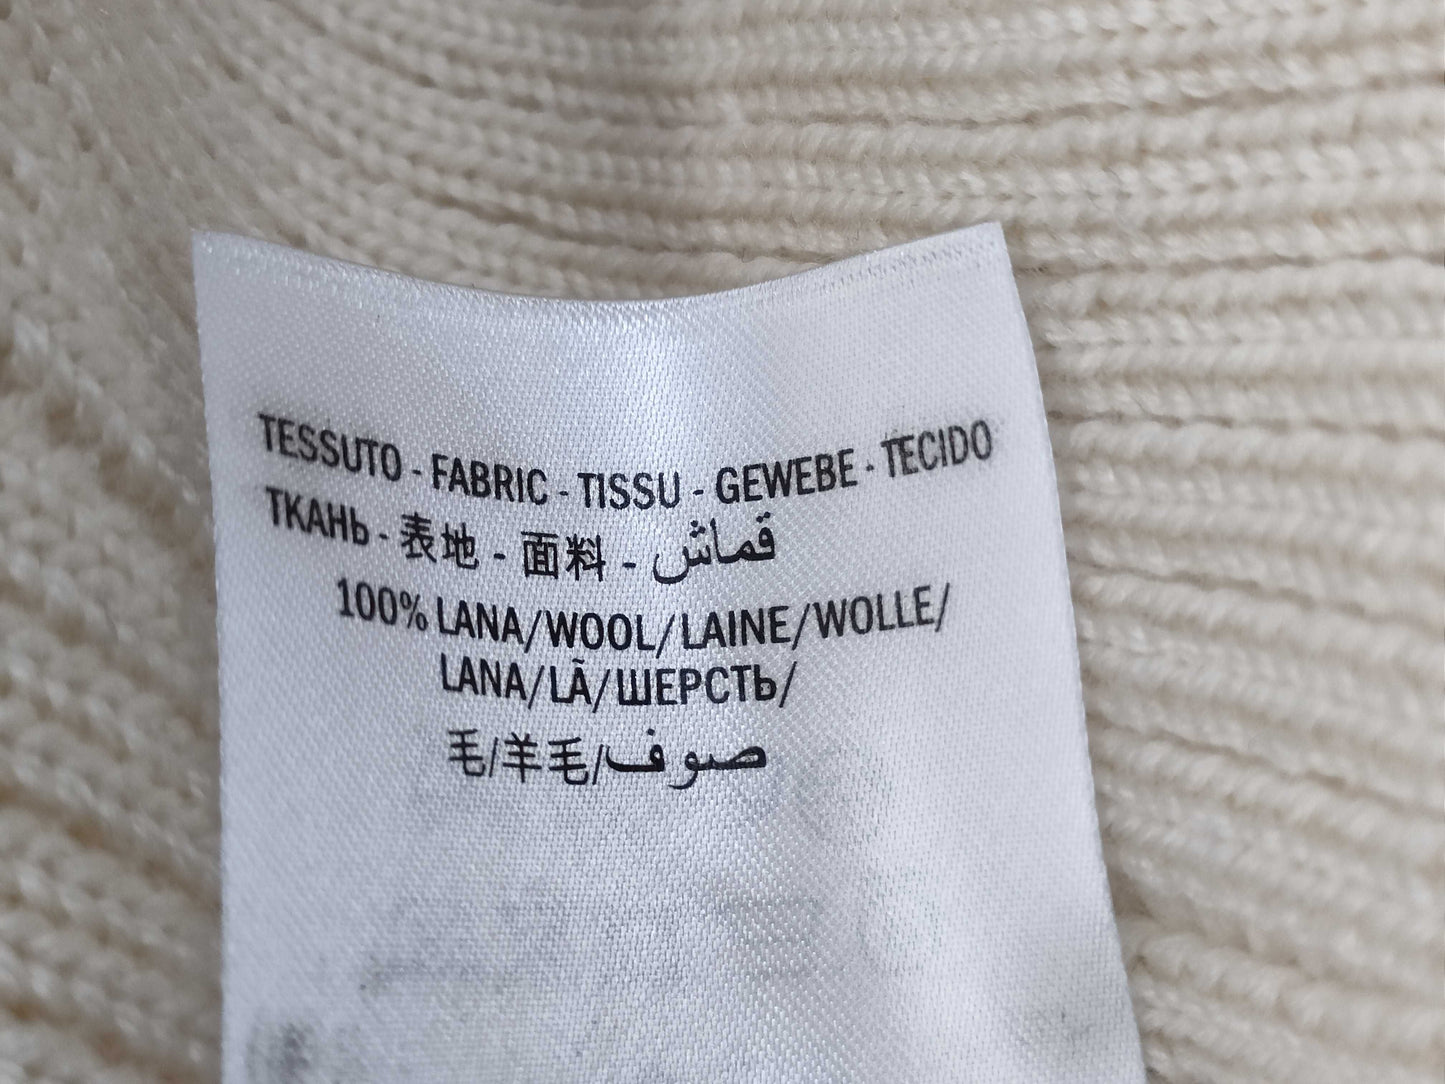 TESSUTO - FABRIC - TISSU - GEWEBE - TECIDO
ТКАНЬ - 表地 - 面料 - قماش
100% LANA/WOOL/LAINE/WOLLE/
LANA/LÃ/ШЕРСТЬ/
毛/羊毛/صوف